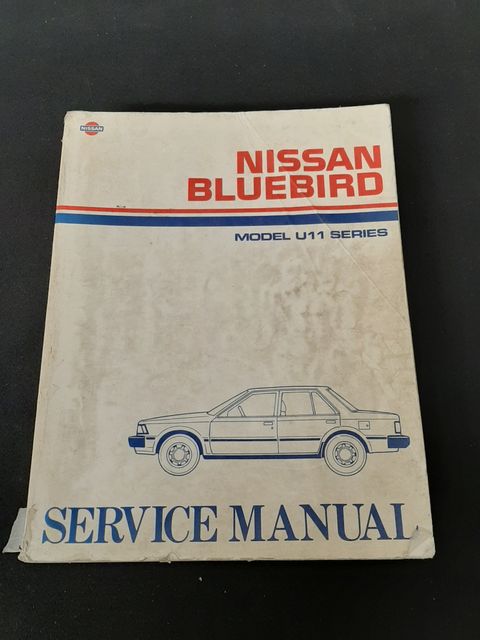 NISSAN
NISSAN
BLUEBIRD
MODEL U11 SERIES
SERVICE MANUAL